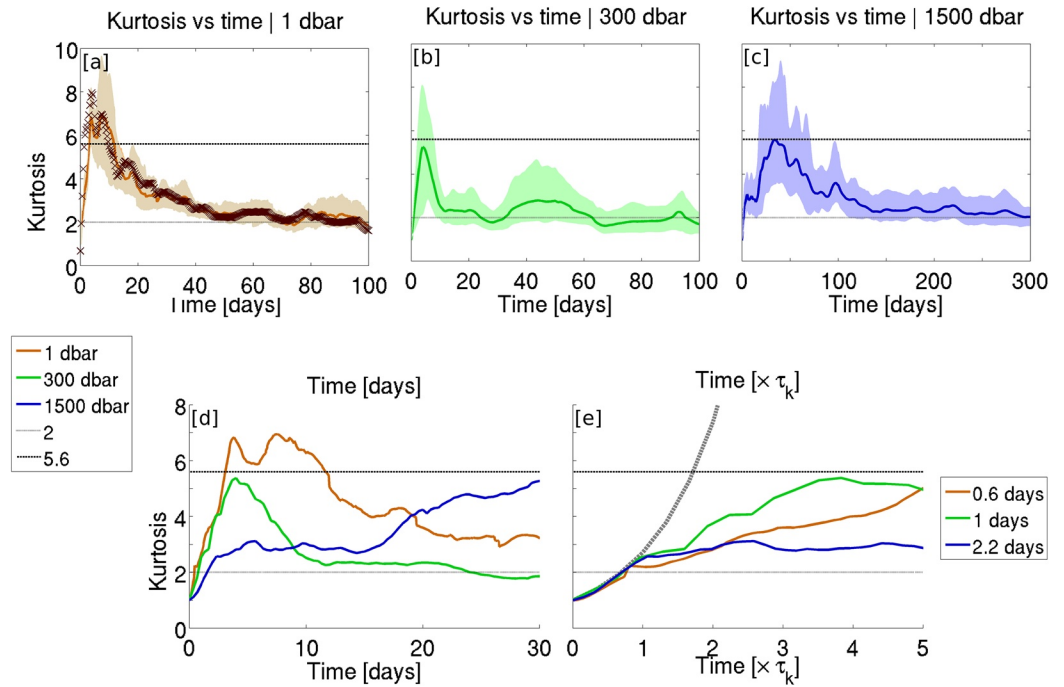 Kurtosis vs time | 1 dbar
Kurtosis vs time | 300 dbar
Kurtosis vs time | 1500 dbar
[a]
[b]
[c]
Kurtosis
10
8
6
4
2
0
0 20 40 60 80 100
0 20 40 60 80 100
0 50 100 150 200 250 300
Time [days]
Time [days]
Time [days]
1 dbar
300 dbar
1500 dbar
2
5.6
Time [days]
Time [× τk]
[d]
[e]
Kurtosis
8
6
4
2
0
0 10 20 30
0 1 2 3 4 5
Time [days]
Time [× τk]
0.6 days
1 days
2.2 days